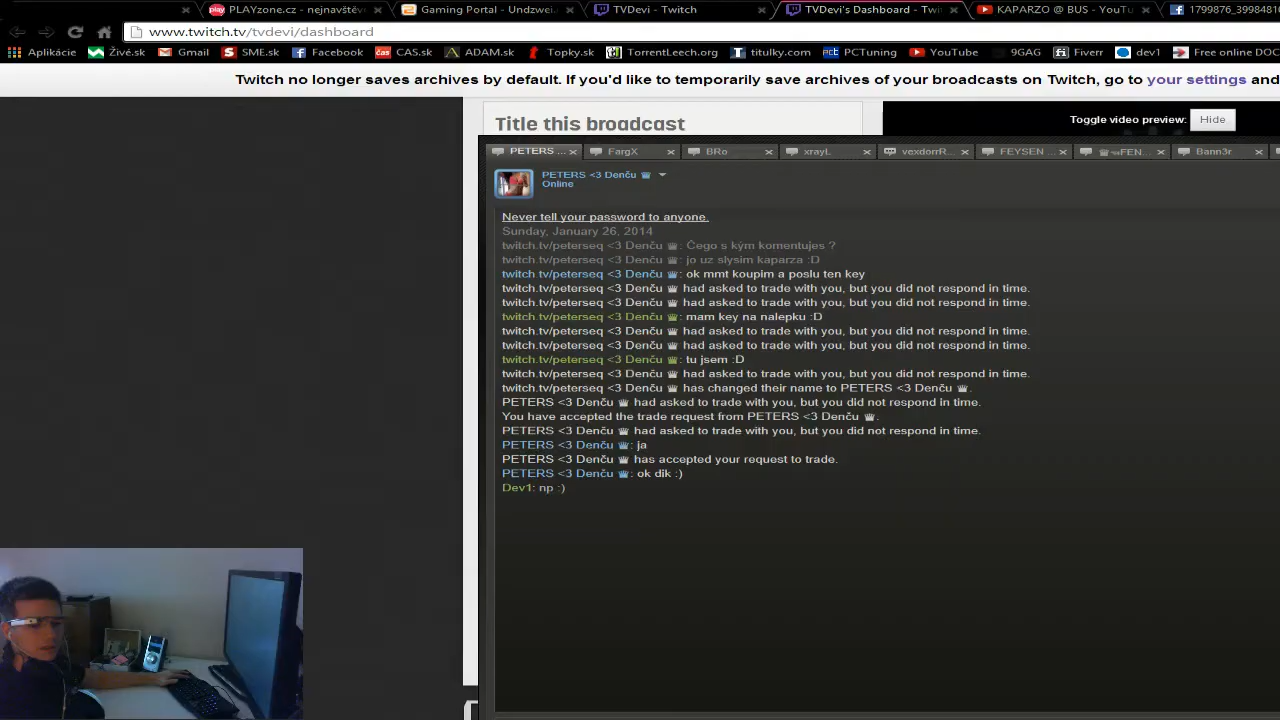 PLAYzone.cz - nejnavštěv
Gaming Portal - Undzwei
TVDevi - Twitch
TVDevi's Dashboard - Twi
KAPARZO @ BUS - YouTu
1799876_39984810
www.twitch.tv/tvdevi/dashboard
Aplikácie
Živé.sk
Gmail
SME.sk
Facebook
čas CAS.sk
ADAM.sk
Topky.sk
TorrentLeech.org
titulky.com
pct PCTuning
YouTube
9GAG
fi Fiverr
dev1
Free online DOC
Twitch no longer saves archives by default. If you'd like to temporarily save archives of your broadcasts on Twitch, go to your settings and
Title this broadcast
Toggle video preview:
Hide
PETERS ...
FargX
BRo
xrayL
vexdorrR...
FEYSEN ...
♛FEN...
Bann3r
PETERS <3 Denču ♛
Online
Never tell your password to anyone.
Sunday, January 26, 2014
twitch.tv/peterseq <3 Denču ♛: Čego s kým komentujes ?
twitch.tv/peterseq <3 Denču ♛: jo uz slysim kaparza :D
twitch.tv/peterseq <3 Denču ♛: ok mmt koupim a poslu ten key
twitch.tv/peterseq <3 Denču ♛ had asked to trade with you, but you did not respond in time.
twitch.tv/peterseq <3 Denču ♛ had asked to trade with you, but you did not respond in time.
twitch.tv/peterseq <3 Denču ♛: mam key na nalepku :D
twitch.tv/peterseq <3 Denču ♛ had asked to trade with you, but you did not respond in time.
twitch.tv/peterseq <3 Denču ♛ had asked to trade with you, but you did not respond in time.
twitch.tv/peterseq <3 Denču ♛: tu jsem :D
twitch.tv/peterseq <3 Denču ♛ had asked to trade with you, but you did not respond in time.
twitch.tv/peterseq <3 Denču ♛ has changed their name to PETERS <3 Denču ♛.
PETERS <3 Denču ♛ had asked to trade with you, but you did not respond in time.
You have accepted the trade request from PETERS <3 Denču ♛.
PETERS <3 Denču ♛ had asked to trade with you, but you did not respond in time.
PETERS <3 Denču ♛: ja
PETERS <3 Denču ♛ has accepted your request to trade.
PETERS <3 Denču ♛: ok dik :)
Dev1: np :)